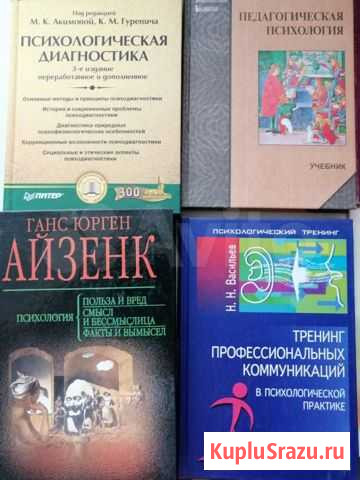 Под редакцией
М. К. Акимовой, К. М. Гуревича
ПСИХОЛОГИЧЕСКАЯ
ДИАГНОСТИКА
3-е издание
переработанное и дополненное
Основные методы и принципы психодиагностики
История и современные проблемы
психодиагностики
Диагностика природных
психофизиологических особенностей
Коррекционные возможности психодиагностики
Социальные и этические аспекты
психодиагностики
ПИТЕР
300
ПЕДАГОГИЧЕСКАЯ
ПСИХОЛОГИЯ
УЧЕБНИК
ГАНС ЮРГЕН
АЙЗЕНК
ПСИХОЛОГИЯ
ПОЛЬЗА И ВРЕД
СМЫСЛ
И БЕССМЫСЛИЦА
ФАКТЫ И ВЫМЫСЕЛ
ПСИХОЛОГИЧЕСКИЙ ТРЕНИНГ
Н. Н. Васильев
ТРЕНИНГ
ПРОФЕССИОНАЛЬНЫХ
КОММУНИКАЦИЙ
В ПСИХОЛОГИЧЕСКОЙ
ПРАКТИКЕ
KupluSrazu.ru